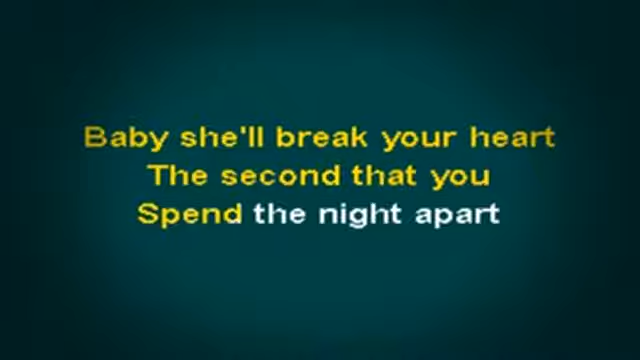 Baby she'll break your heart
The second that you
Spend the night apart